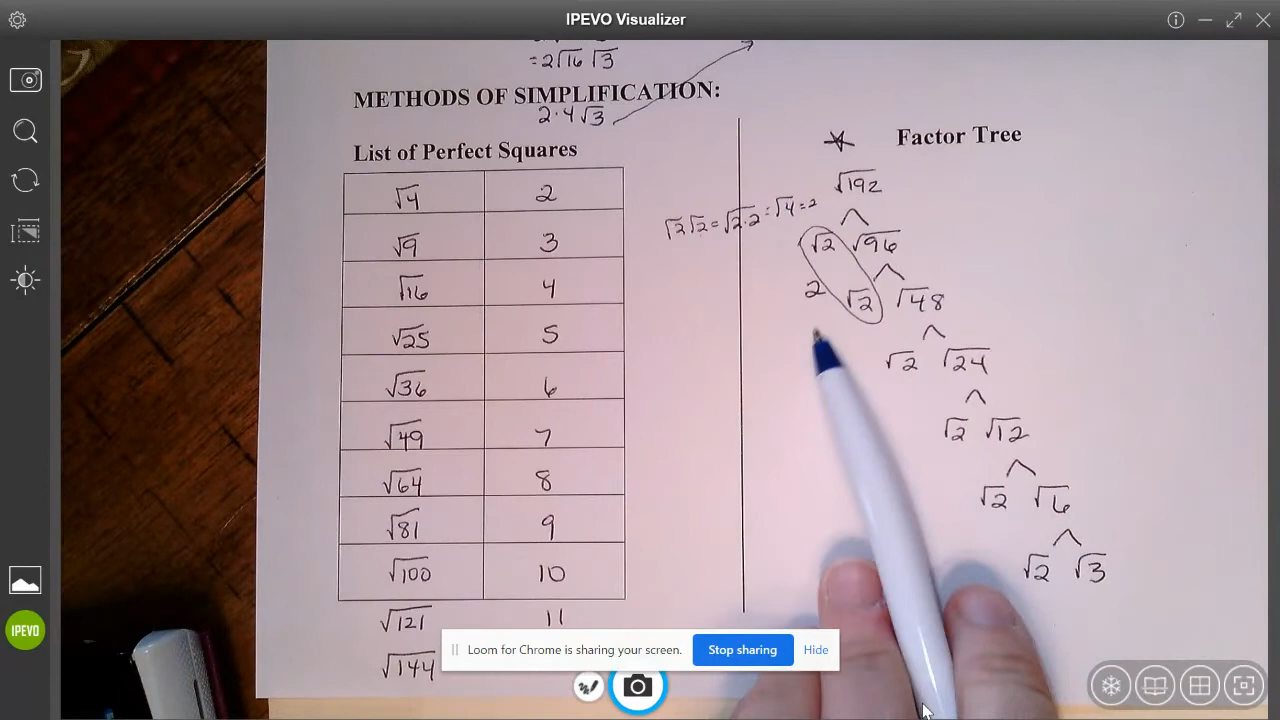 IPEVO Visualizer
= 2√16 √3
METHODS OF SIMPLIFICATION:
2·4√3
List of Perfect Squares
√4 2
√9 3
√16 4
√25 5
√36 6
√49 7
√64 8
√81 9
√100 10
√121 11
√144
Factor Tree
√192
√2√2 = √2·2 = √4 = 2
√2 √96
2 √2 √48
√2 √24
√2 √12
√2 √6
√2 √3
IPEVO
Loom for Chrome is sharing your screen. Stop sharing Hide